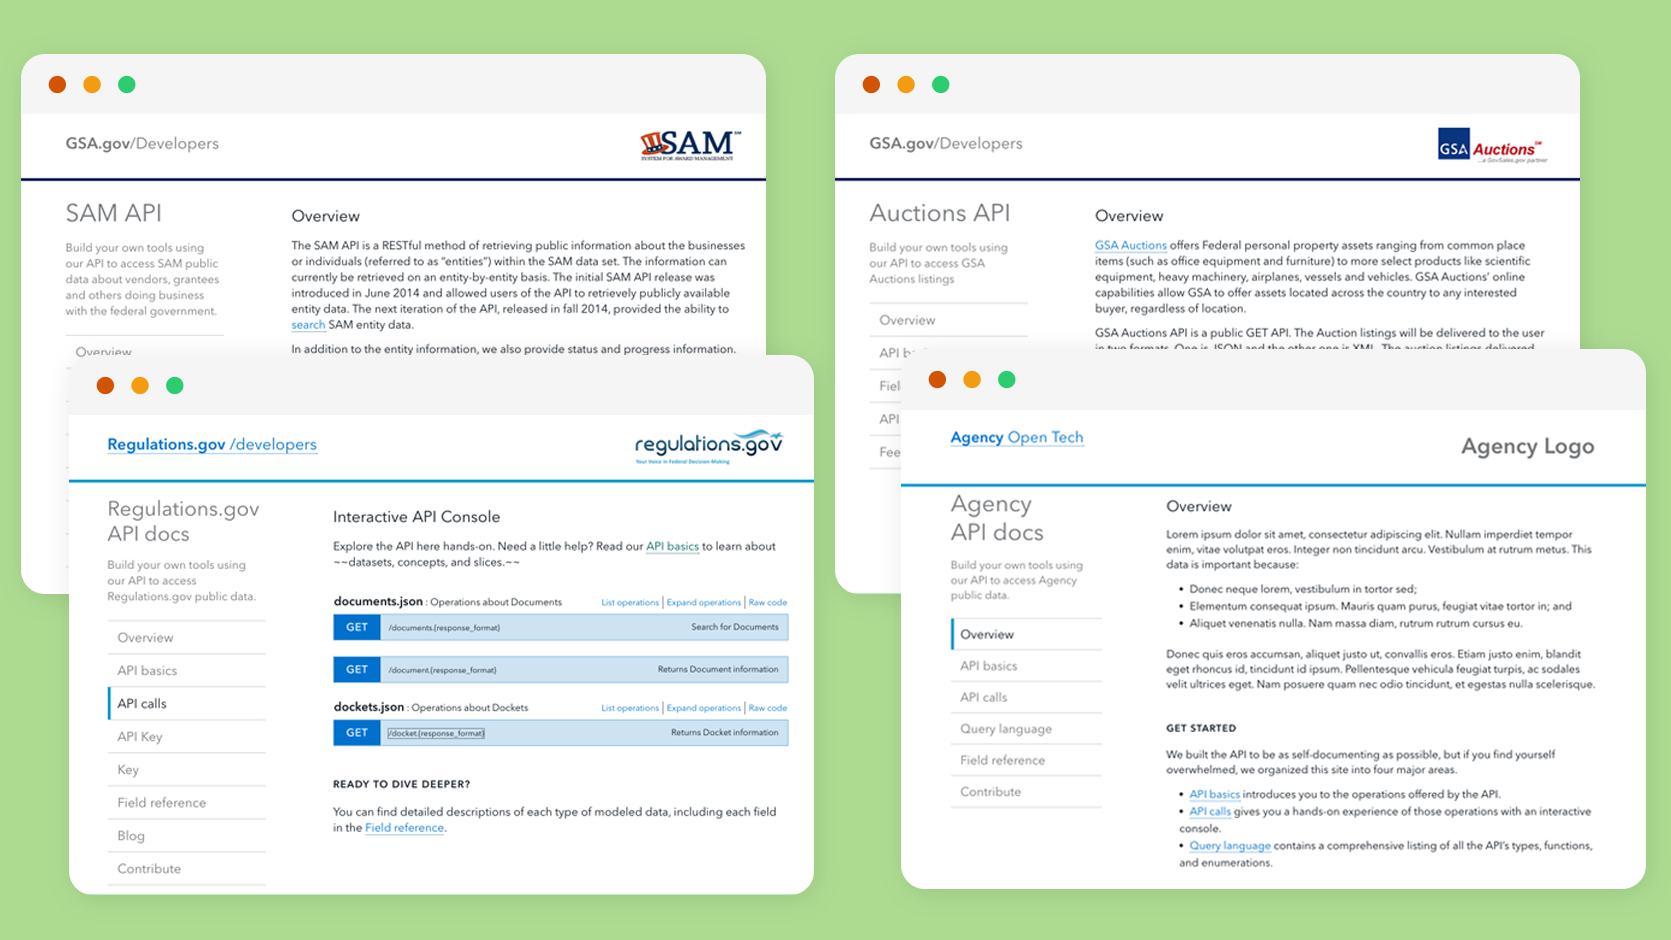 GSA.gov/Developers
SAM℠
SYSTEM FOR AWARD MANAGEMENT
SAM API
Build your own tools using
our API to access SAM public
data about vendors, grantees
and others doing business
with the federal government.
Overview
Overview
The SAM API is a RESTful method of retrieving public information about the businesses
or individuals (referred to as "entities") within the SAM data set. The information can
currently be retrieved on an entity-by-entity basis. The initial SAM API release was
introduced in June 2014 and allowed users of the API to retrievely publicly available
entity data. The next iteration of the API, released in fall 2014, provided the ability to
search SAM entity data.
In addition to the entity information, we also provide status and progress information.
GSA.gov/Developers
GSA Auctions℠
...a GovSales.gov partner
Auctions API
Build your own tools using
our API to access GSA
Auctions listings
Overview
API
Fiel
API
Fee
Overview
GSA Auctions offers Federal personal property assets ranging from common place
items (such as office equipment and furniture) to more select products like scientific
equipment, heavy machinery, airplanes, vessels and vehicles. GSA Auctions' online
capabilities allow GSA to offer assets located across the country to any interested
buyer, regardless of location.
GSA Auctions API is a public GET API. The Auction listings will be delivered to the user
in two formats. One is JSON and the other one is XML. The auction listings delivered
Regulations.gov /developers
regulations.gov
Your Voice in Federal Decision-Making
Regulations.gov
API docs
Build your own tools using
our API to access
Regulations.gov public data.
Overview
API basics
API calls
API Key
Key
Field reference
Blog
Contribute
Interactive API Console
Explore the API here hands-on. Need a little help? Read our API basics to learn about
~~datasets, concepts, and slices.~~
documents.json : Operations about Documents List operations | Expand operations | Raw code
GET /documents.{response_format} Search for Documents
GET /document.{response_format} Returns Document information
dockets.json : Operations about Dockets List operations | Expand operations | Raw code
GET /docket.{response_format} Returns Docket information
READY TO DIVE DEEPER?
You can find detailed descriptions of each type of modeled data, including each field
in the Field reference.
Agency Open Tech
Agency Logo
Agency
API docs
Build your own tools using
our API to access Agency
public data.
Overview
API basics
API calls
Query language
Field reference
Contribute
Overview
Lorem ipsum dolor sit amet, consectetur adipiscing elit. Nullam imperdiet tempor
enim, vitae volutpat eros. Integer non tincidunt arcu. Vestibulum at rutrum metus. This
data is important because:
• Donec neque lorem, vestibulum in tortor sed;
• Elementum consequat ipsum. Mauris quam purus, feugiat vitae tortor in; and
• Aliquet venenatis nulla. Nam massa diam, rutrum rutrum cursus eu.
Donec quis eros accumsan, aliquet justo ut, convallis eros. Etiam justo enim, blandit
eget rhoncus id, tincidunt id ipsum. Pellentesque vehicula feugiat turpis, ac sodales
velit ultrices eget. Nam posuere quam nec odio tincidunt, et egestas nulla scelerisque.
GET STARTED
We built the API to be as self-documenting as possible, but if you find yourself
overwhelmed, we organized this site into four major areas.
• API basics introduces you to the operations offered by the API.
• API calls gives you a hands-on experience of those operations with an interactive
console.
• Query language contains a comprehensive listing of all the API's types, functions,
and enumerations.